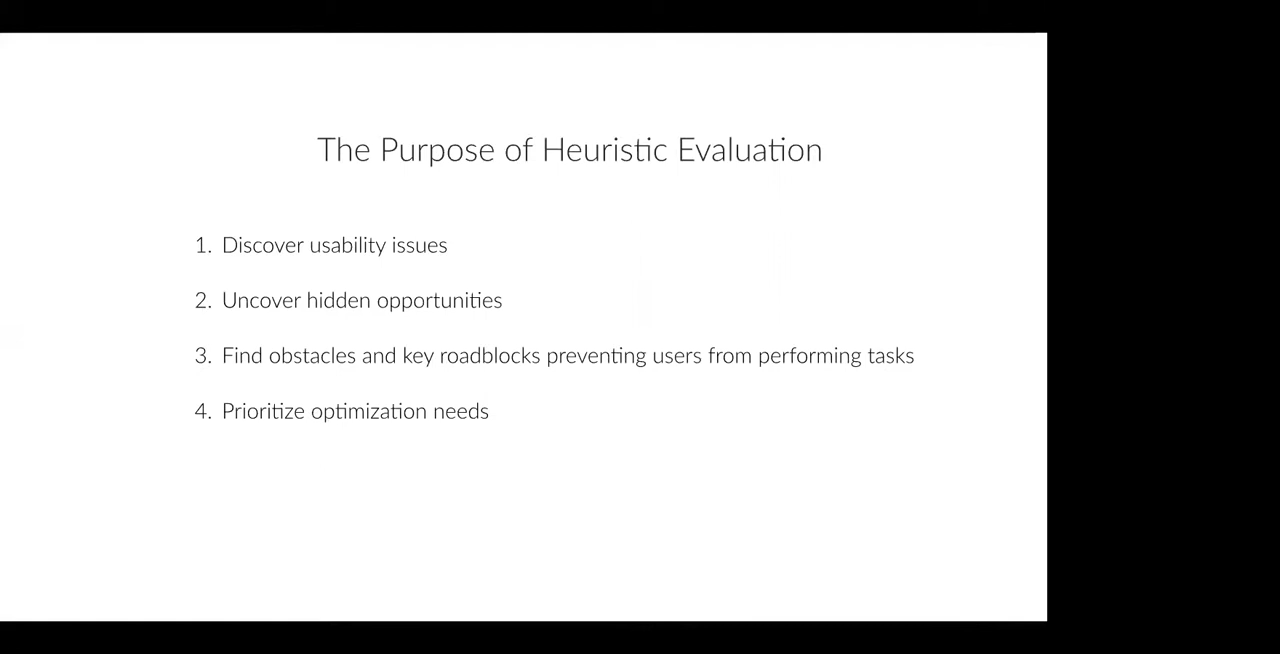 The Purpose of Heuristic Evaluation
1. Discover usability issues
2. Uncover hidden opportunities
3. Find obstacles and key roadblocks preventing users from performing tasks
4. Prioritize optimization needs